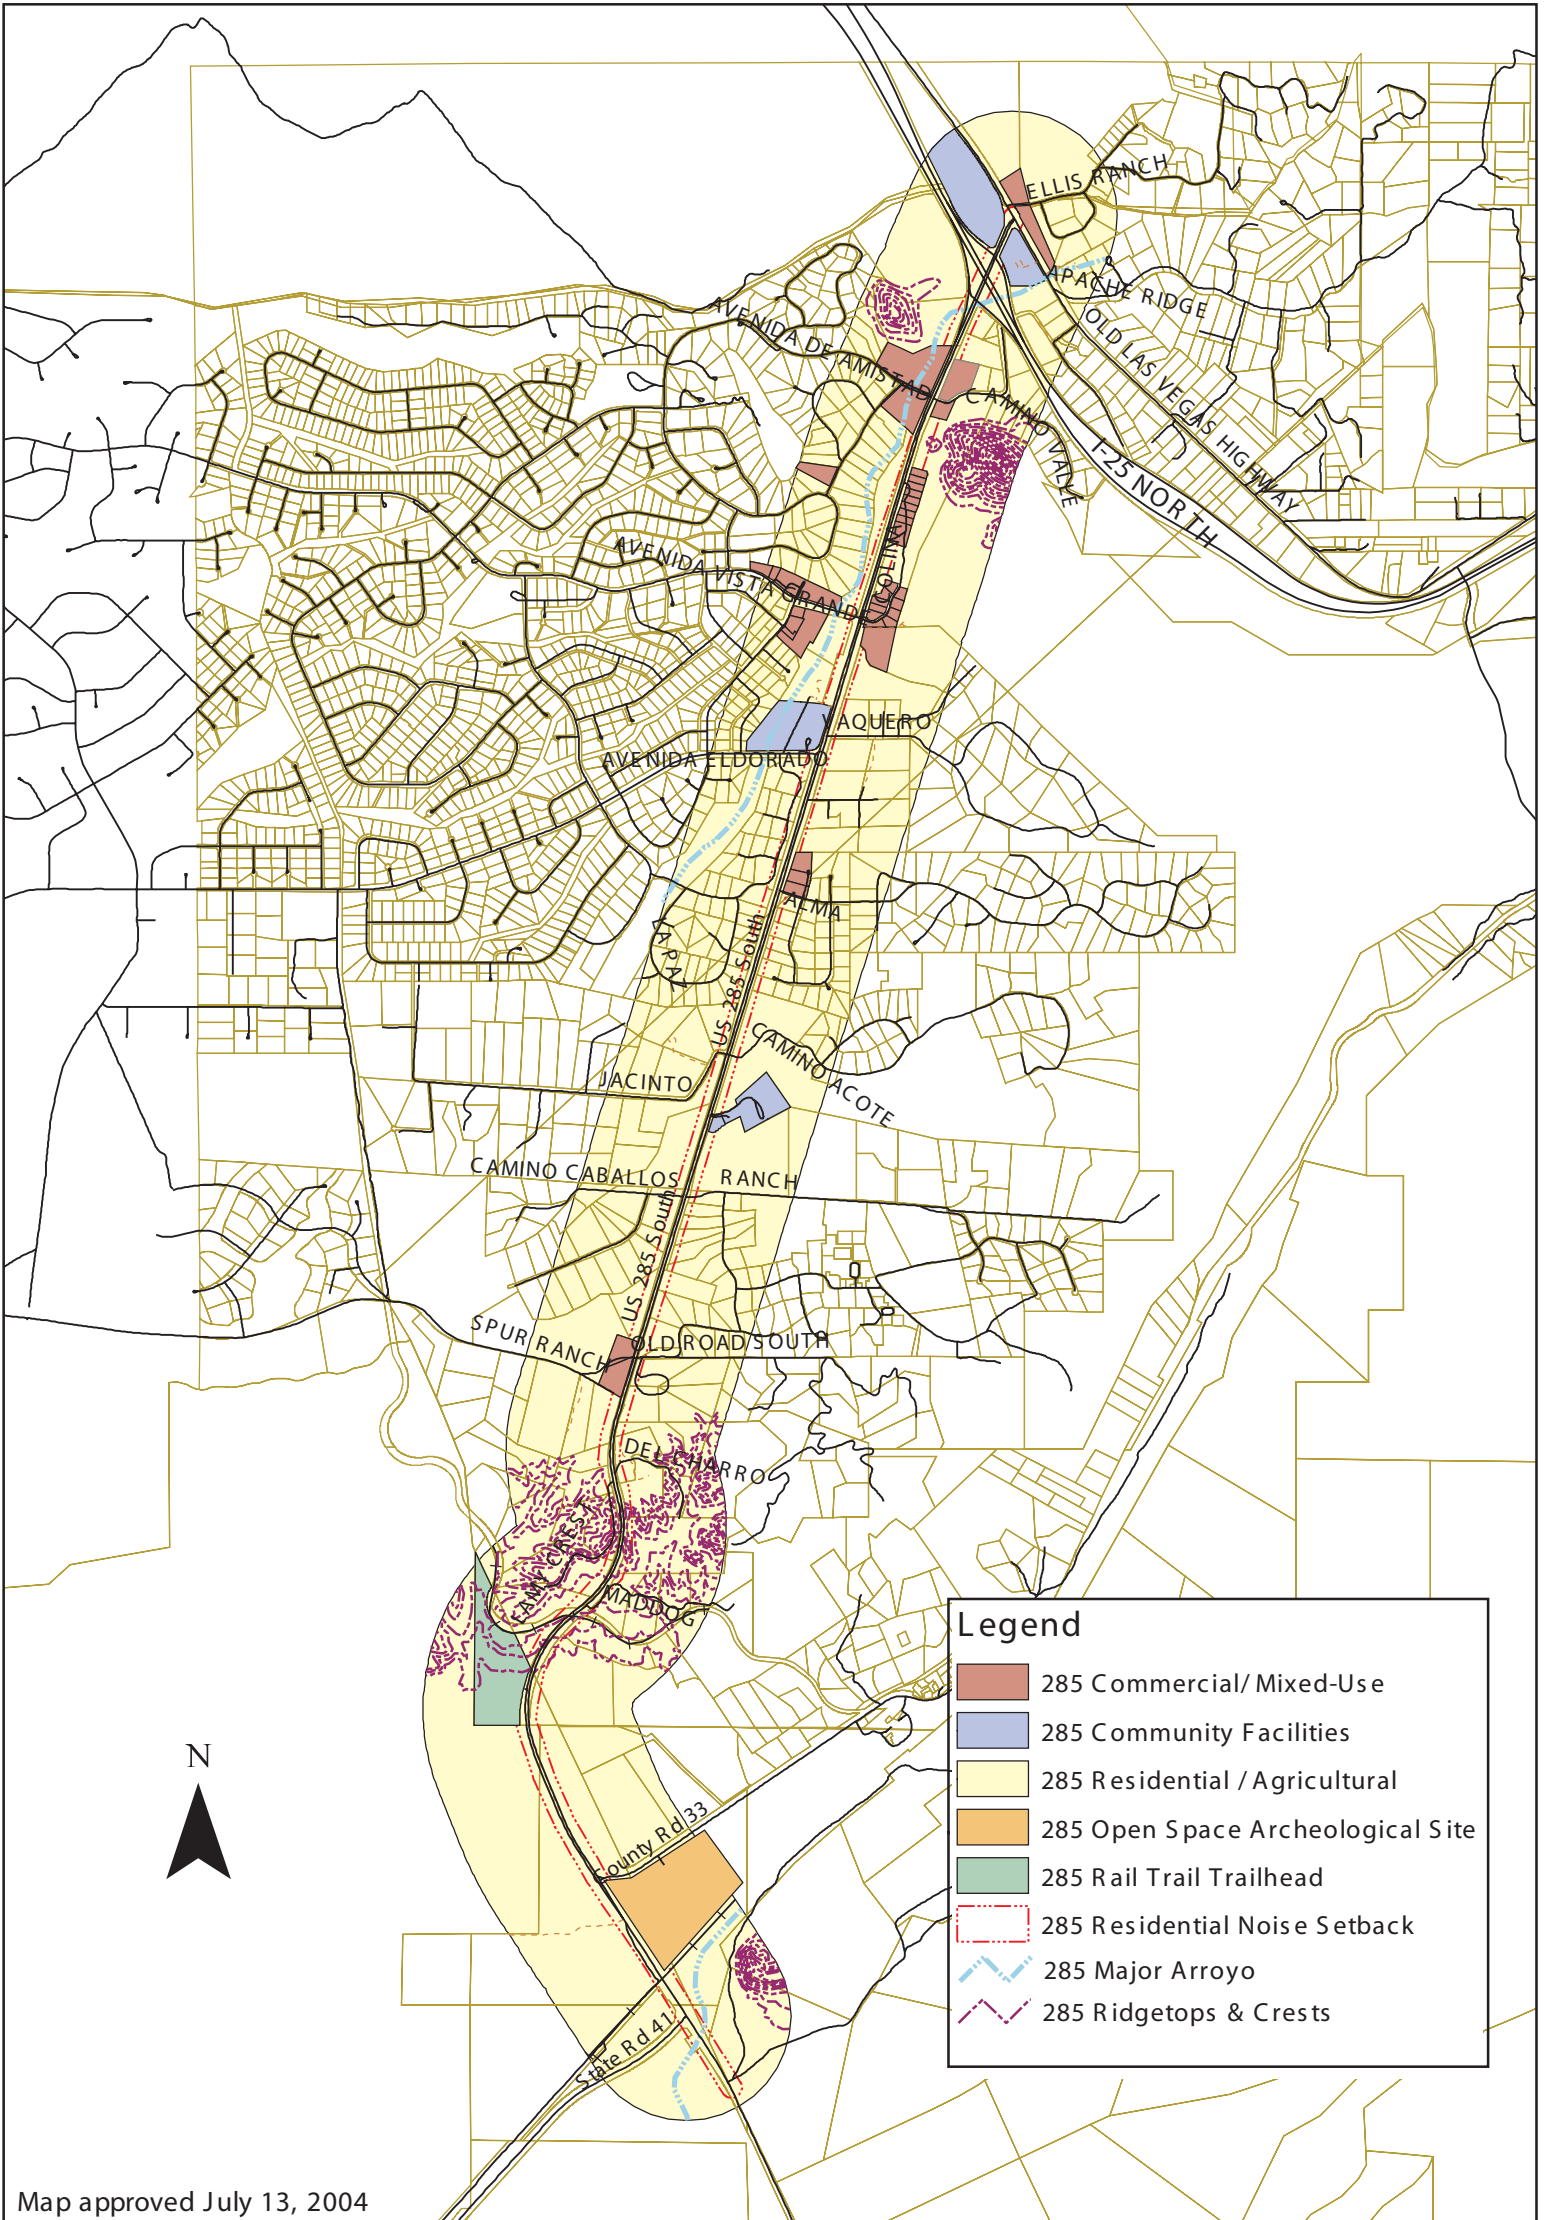 ELLIS RANCH
APACHE RIDGE
AVENIDA DE AMISTAD
OLD LAS VEGAS HIGHWAY
CAMINO VALLE
I-25 NORTH
AVENIDA VISTA GRANDE
VAQUERO
AVENIDA ELDORADO
ALMA
LA PAZ
US 285 South
CAMINO ACOTE
JACINTO
CAMINO CABALLOS
RANCH
US 285 South
SPUR RANCH
OLD ROAD SOUTH
DEL CHARRO
LAMY CREST
MADDOG
Legend
285 Commercial/Mixed-Use
285 Community Facilities
285 Residential / Agricultural
285 Open Space Archeological Site
285 Rail Trail Trailhead
285 Residential Noise Setback
285 Major Arroyo
285 Ridgetops & Crests
N
County Rd 33
State Rd 41
Map approved July 13, 2004